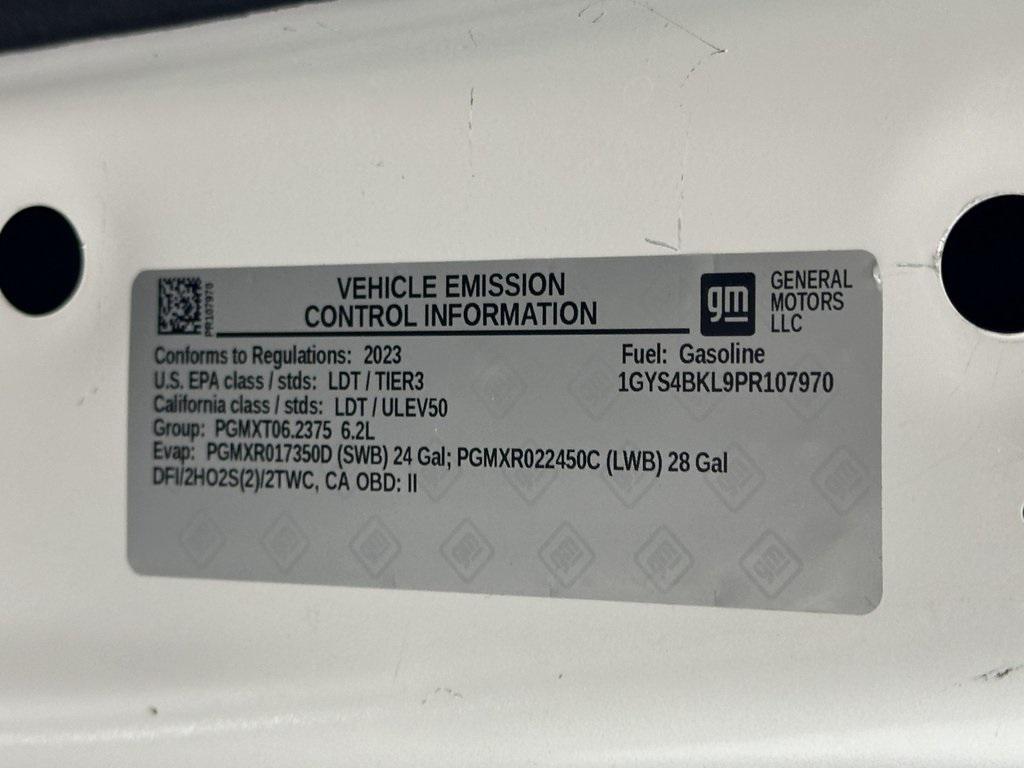 PR107970
VEHICLE EMISSION
CONTROL INFORMATION
gm
GENERAL
MOTORS
LLC
Conforms to Regulations: 2023
U.S. EPA class / stds: LDT / TIER3
California class / stds: LDT / ULEV50
Group: PGMXT06.2375 6.2L
Evap: PGMXR017350D (SWB) 24 Gal; PGMXR022450C (LWB) 28 Gal
DFI/2HO2S(2)/2TWC, CA OBD: II
Fuel: Gasoline
1GYS4BKL9PR107970